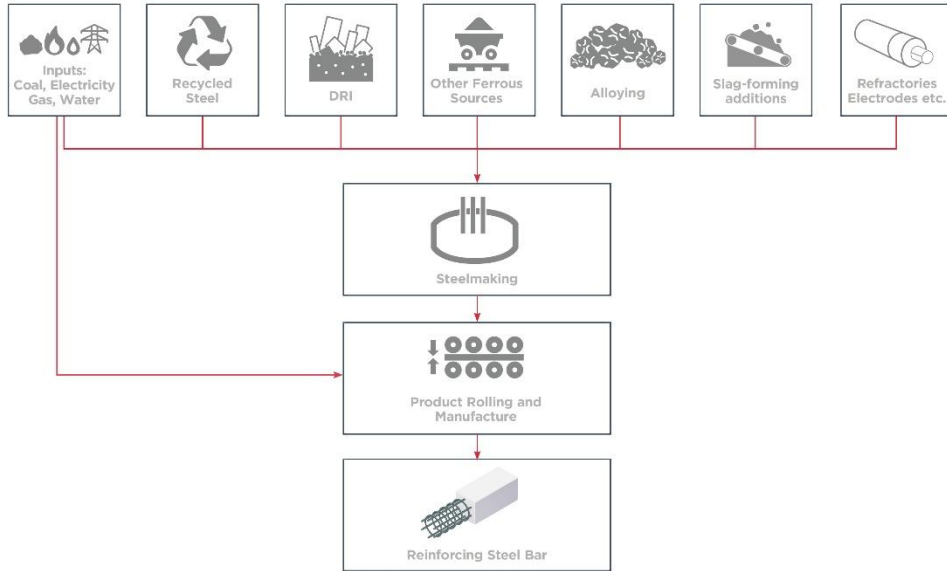 Inputs:
Coal, Electricity
Gas, Water
Recycled
Steel
DRI
Other Ferrous
Sources
Alloying
Slag-forming
additions
Refractories
Electrodes etc.
Steelmaking
Product Rolling and
Manufacture
Reinforcing Steel Bar